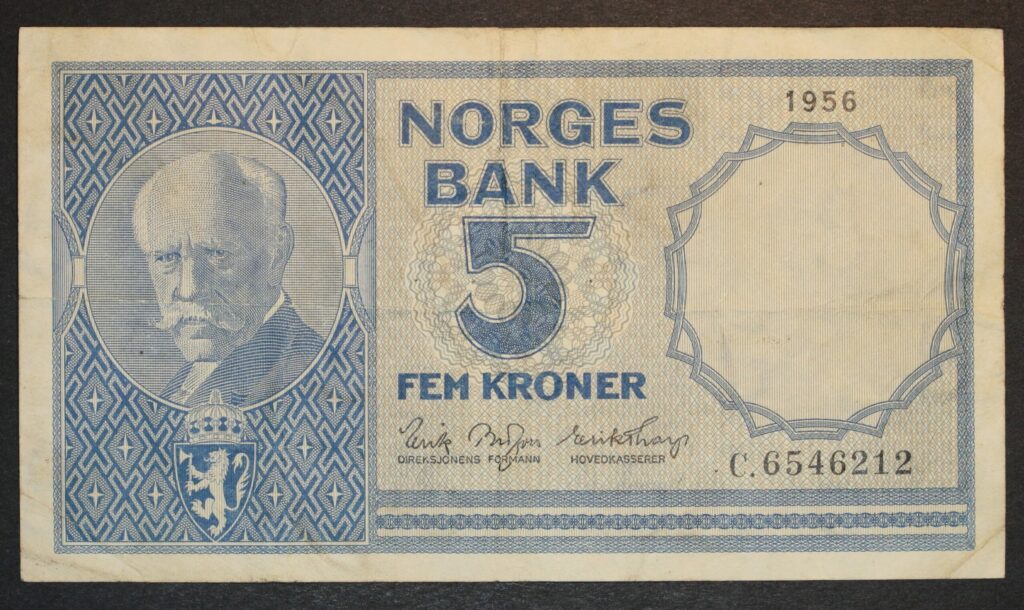 1956
NORGES
BANK
5
FEM KRONER
DIREKSJONENS FORMANN HOVEDKASSERER
C.6546212